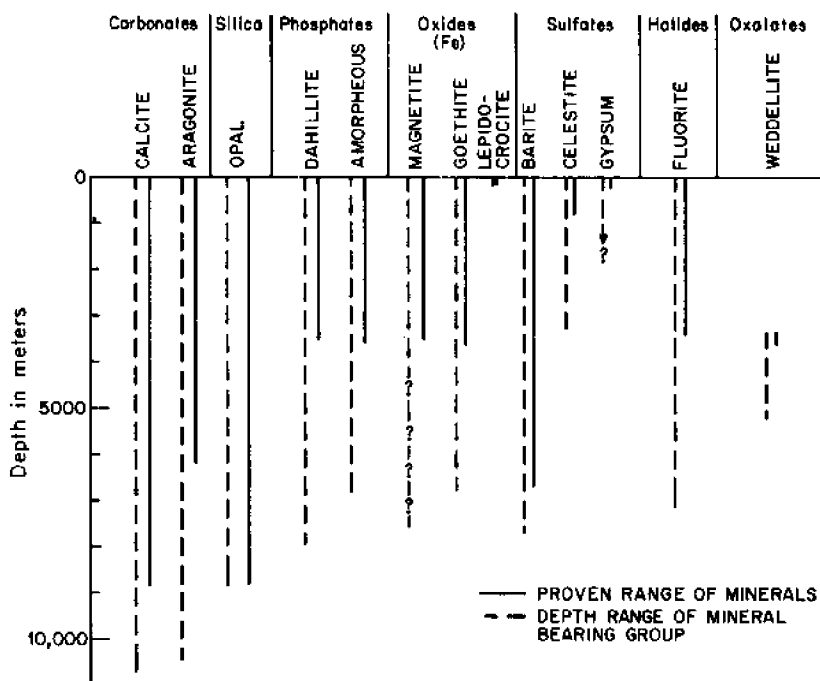 Carbonates
Silica
Phosphates
Oxides
(Fe)
Sulfates
Halides
Oxalates
CALCITE
ARAGONITE
OPAL
DAHILLITE
AMORPHEOUS
MAGNETITE
GOETHITE
LEPIDO-
CROCITE
BARITE
CELESTITE
GYPSUM
FLUORITE
WEDDELLITE
0
5000
10,000
Depth in meters
?
?
?
?
?
PROVEN RANGE OF MINERALS
DEPTH RANGE OF MINERAL
BEARING GROUP